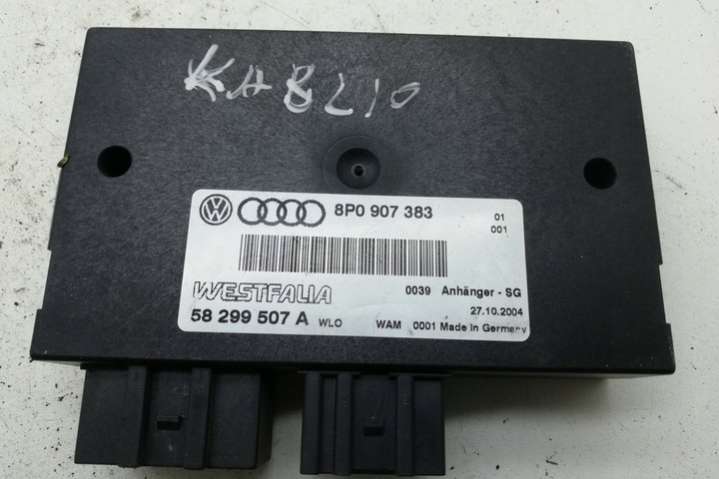 KABLIO
8P0 907 383
01
001
WESTFALIA
0039 Anhänger - SG
27.10.2004
58 299 507 A WLO WAM 0001 Made in Germany